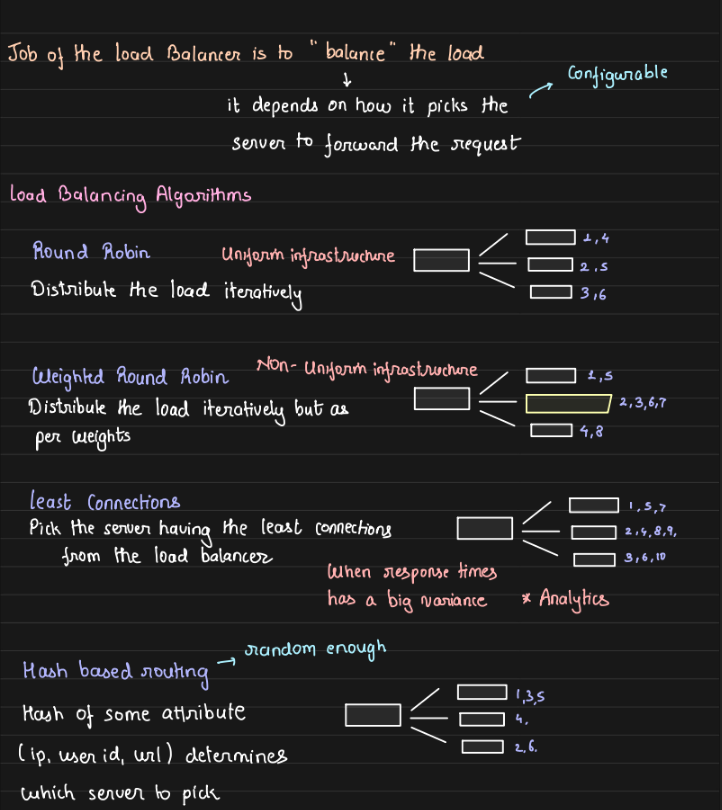 Job of the load Balancer is to "balance" the load
Configurable
it depends on how it picks the
server to forward the request
Load Balancing Algorithms
Round Robin
Uniform infrastructure
Distribute the load iteratively
1,4
2,5
3,6
Weighted Round Robin
Non-Uniform infrastructure
Distribute the load iteratively but as
per weights
1,5
2,3,6,7
4,8
least Connections
Pick the server having the least connections
from the load balancer
1,5,7
2,4,8,9,
3,6,10
When response times
has a big variance * Analytics
Hash based routing
random enough
Hash of some attribute
(ip, user id, url) determines
which server to pick
1,3,5
4.
2,6.